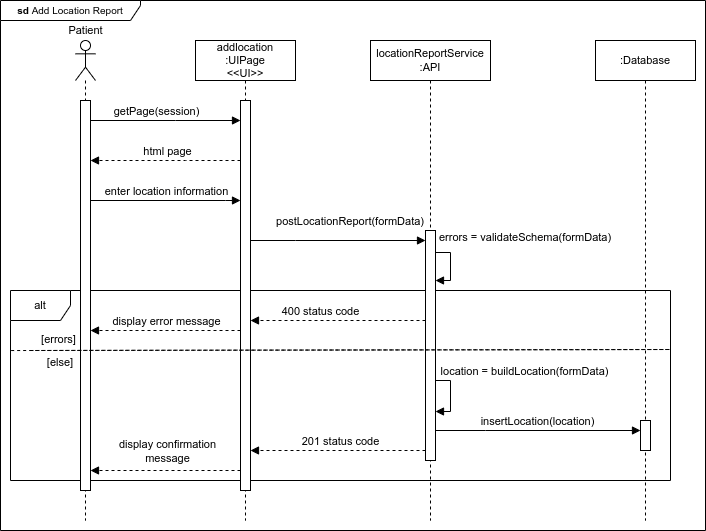 sd Add Location Report
Patient
addlocation
:UIPage
<<UI>>
locationReportService
:API
:Database
getPage(session)
html page
enter location information
postLocationReport(formData)
errors = validateSchema(formData)
alt
400 status code
display error message
[errors]
[else]
location = buildLocation(formData)
insertLocation(location)
201 status code
display confirmation
message